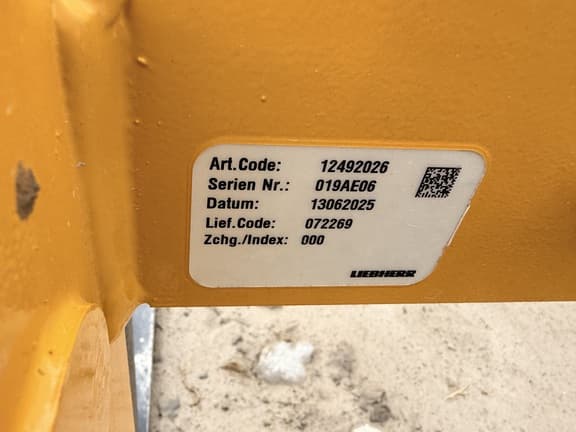 Art.Code: 12492026
Serien Nr.: 019AE06
Datum: 13062025
Lief.Code: 072269
Zchg./Index: 000
LIEBHERR